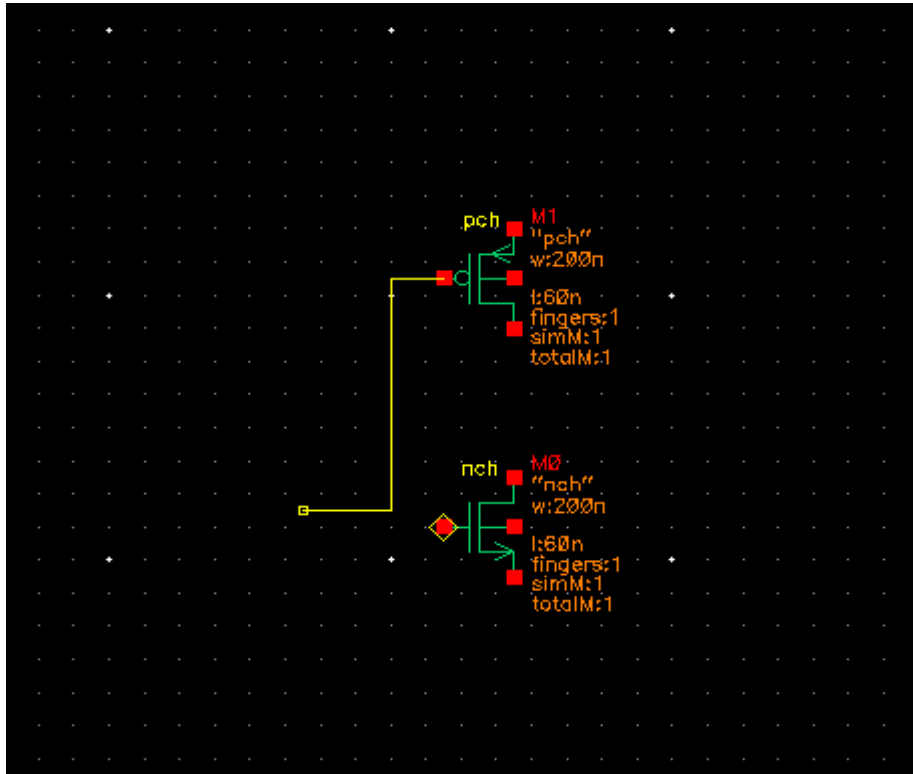 pch
M1
"pch"
w:200n
l:60n
fingers:1
simM:1
totalM:1
nch
M0
"nch"
w:200n
l:60n
fingers:1
simM:1
totalM:1